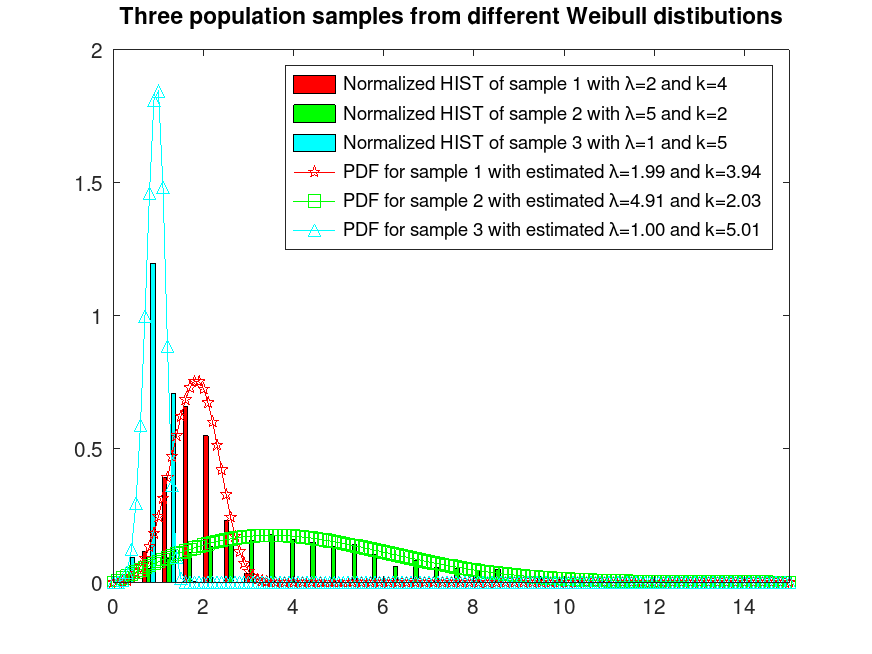 Three population samples from different Weibull distibutions
2
Normalized HIST of sample 1 with λ=2 and k=4
Normalized HIST of sample 2 with λ=5 and k=2
Normalized HIST of sample 3 with λ=1 and k=5
PDF for sample 1 with estimated λ=1.99 and k=3.94
PDF for sample 2 with estimated λ=4.91 and k=2.03
PDF for sample 3 with estimated λ=1.00 and k=5.01
1.5
1
0.5
0
0 2 4 6 8 10 12 14